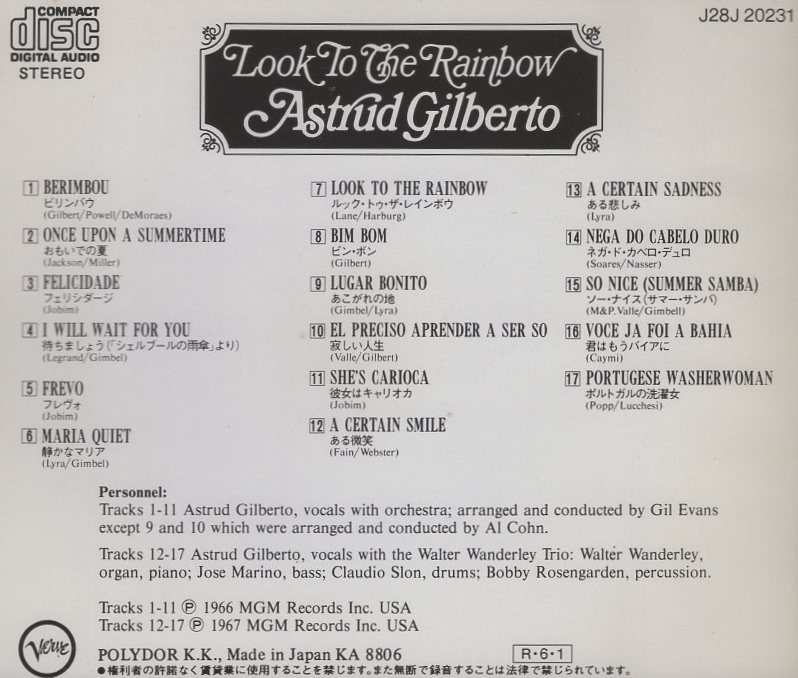 COMPACT
disc
DIGITAL AUDIO
STEREO
J28J 20231
Look To The Rainbow
Astrud Gilberto
1 BERIMBOU
ビリンバウ
(Gilbert/Powell/DeMoraes)
2 ONCE UPON A SUMMERTIME
おもいでの夏
(Jackson/Miller)
3 FELICIDADE
フェリシダージ
(Jobim)
4 I WILL WAIT FOR YOU
待ちましょう(「シェルブールの雨傘」より)
(Legrand/Gimbel)
5 FREVO
フレヴォ
(Jobim)
6 MARIA QUIET
静かなマリア
(Lyra/Gimbel)
7 LOOK TO THE RAINBOW
ルック・トゥ・ザ・レインボウ
(Lane/Harburg)
8 BIM BOM
ビン・ボン
(Gilbert)
9 LUGAR BONITO
あこがれの地
(Gimbel/Lyra)
10 EL PRECISO APRENDER A SER SO
寂しい人生
(Valle/Gilbert)
11 SHE'S CARIOCA
彼女はキャリオカ
(Jobim)
12 A CERTAIN SMILE
ある微笑
(Fain/Webster)
13 A CERTAIN SADNESS
ある悲しみ
(Lyra)
14 NEGA DO CABELO DURO
ネガ・ド・カベロ・デュロ
(Soares/Nasser)
15 SO NICE (SUMMER SAMBA)
ソー・ナイス(サマー・サンバ)
(M&P.Valle/Gimbell)
16 VOCE JA FOI A BAHIA
君はもうバイアに
(Caymi)
17 PORTUGESE WASHERWOMAN
ポルトガルの洗濯女
(Popp/Lucchesi)
Personnel:
Tracks 1-11 Astrud Gilberto, vocals with orchestra; arranged and conducted by Gil Evans
except 9 and 10 which were arranged and conducted by Al Cohn.
Tracks 12-17 Astrud Gilberto, vocals with the Walter Wanderley Trio: Walter Wanderley,
organ, piano; Jose Marino, bass; Claudio Slon, drums; Bobby Rosengarden, percussion.
Tracks 1-11 ℗ 1966 MGM Records Inc. USA
Tracks 12-17 ℗ 1967 MGM Records Inc. USA
Verve
POLYDOR K.K., Made in Japan KA 8806
R・6・1
●権利者の許諾なく賃貸業に使用することを禁じます。また無断で録音することは法律で禁じられています。